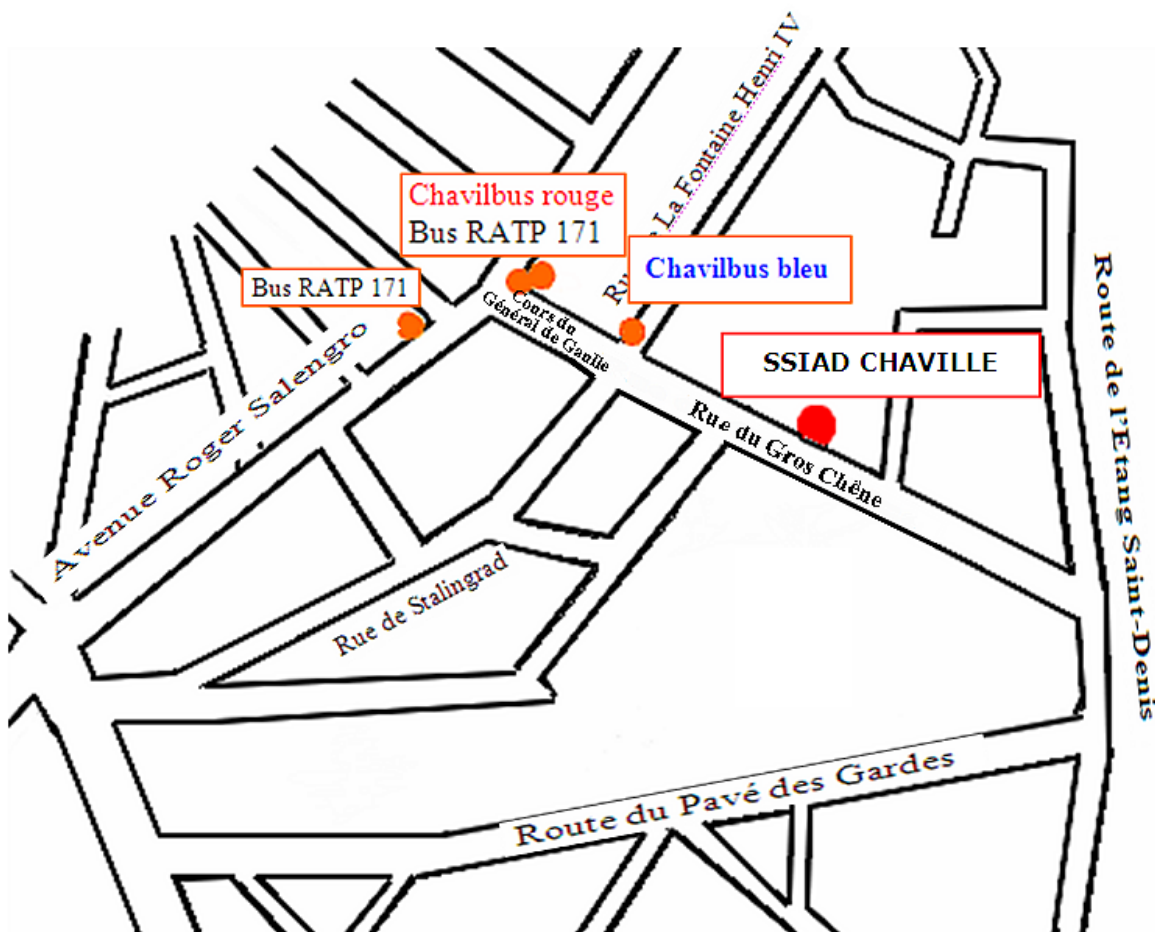 Rue La Fontaine Henri IV
Chavilbus rouge
Bus RATP 171
Chavilbus bleu
Bus RATP 171
Cours du
Général de Gaulle
SSIAD CHAVILLE
Avenue Roger Salengro
Rue du Gros Chêne
Route de l'Etang Saint-Denis
Rue de Stalingrad
Route du Pavé des Gardes